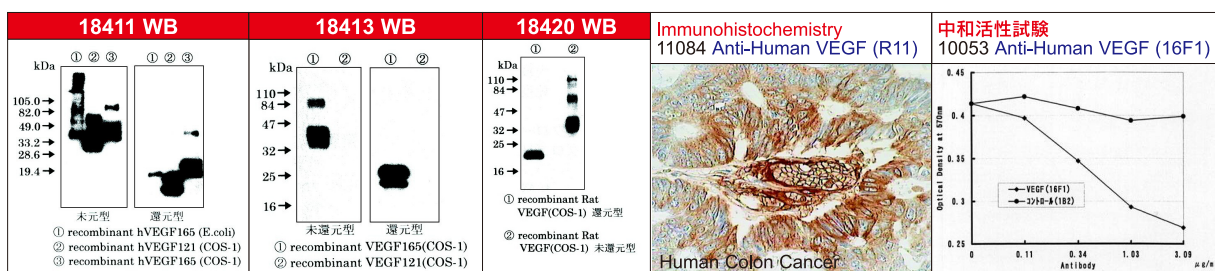 18411 WB
① ② ③
kDa
105.0
82.0
49.0
33.2
28.6
19.4
未元型
還元型
① recombinant hVEGF165 (E.coli)
② recombinant hVEGF121 (COS-1)
③ recombinant hVEGF165 (COS-1)
18413 WB
① ② ① ②
kDa
110
84
47
32
25
16
未還元型
還元型
① recombinant VEGF165(COS-1)
② recombinant VEGF121(COS-1)
18420 WB
① ②
kDa
110
84
47
32
25
16
① recombinant Rat
VEGF(COS-1) 還元型
② recombinant Rat
VEGF(COS-1) 未還元型
Immunohistochemistry
11084 Anti-Human VEGF (R11)
Human Colon Cancer
中和活性試験
10053 Anti-Human VEGF (16F1)
Optical Density at 570nm
0.45
0.4
0.35
0.3
0.25
VEGF(16F1)
コントロール(1B2)
0 0.11 0.34 1.03 3.09
Antibody
μg/m